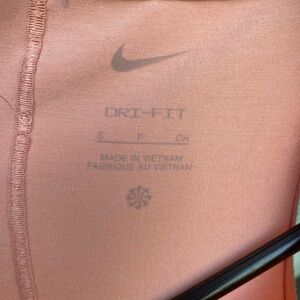 DRI-FIT
S P CH
MADE IN VIETNAM
FABRIQUE AU VIETNAM